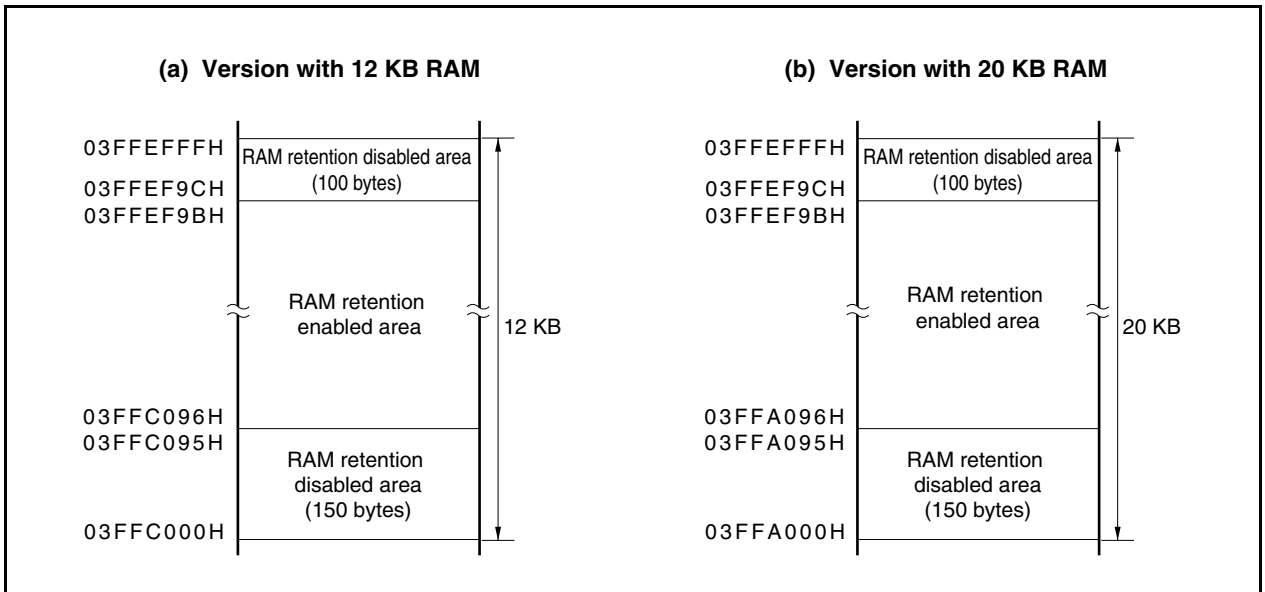 (a) Version with 12 KB RAM
03FFEFFFH
RAM retention disabled area
(100 bytes)
03FFEF9CH
03FFEF9BH
RAM retention
enabled area
12 KB
03FFC096H
03FFC095H
RAM retention
disabled area
(150 bytes)
03FFC000H
(b) Version with 20 KB RAM
03FFEFFFH
RAM retention disabled area
(100 bytes)
03FFEF9CH
03FFEF9BH
RAM retention
enabled area
20 KB
03FFA096H
03FFA095H
RAM retention
disabled area
(150 bytes)
03FFA000H